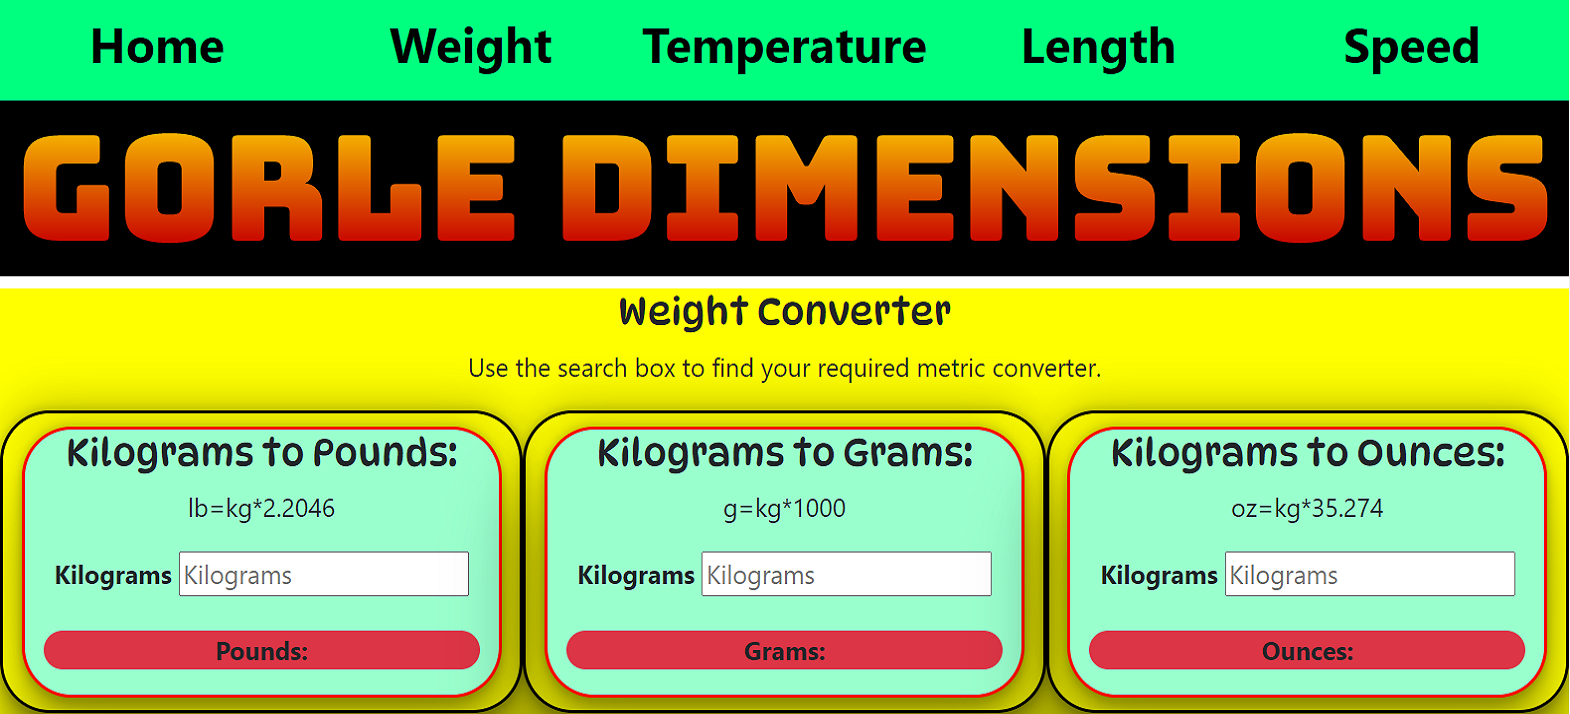 Home Weight Temperature Length Speed
GORLE DIMENSIONS
Weight Converter
Use the search box to find your required metric converter.
Kilograms to Pounds:
lb=kg*2.2046
Kilograms Kilograms
Pounds:
Kilograms to Grams:
g=kg*1000
Kilograms Kilograms
Grams:
Kilograms to Ounces:
oz=kg*35.274
Kilograms Kilograms
Ounces: